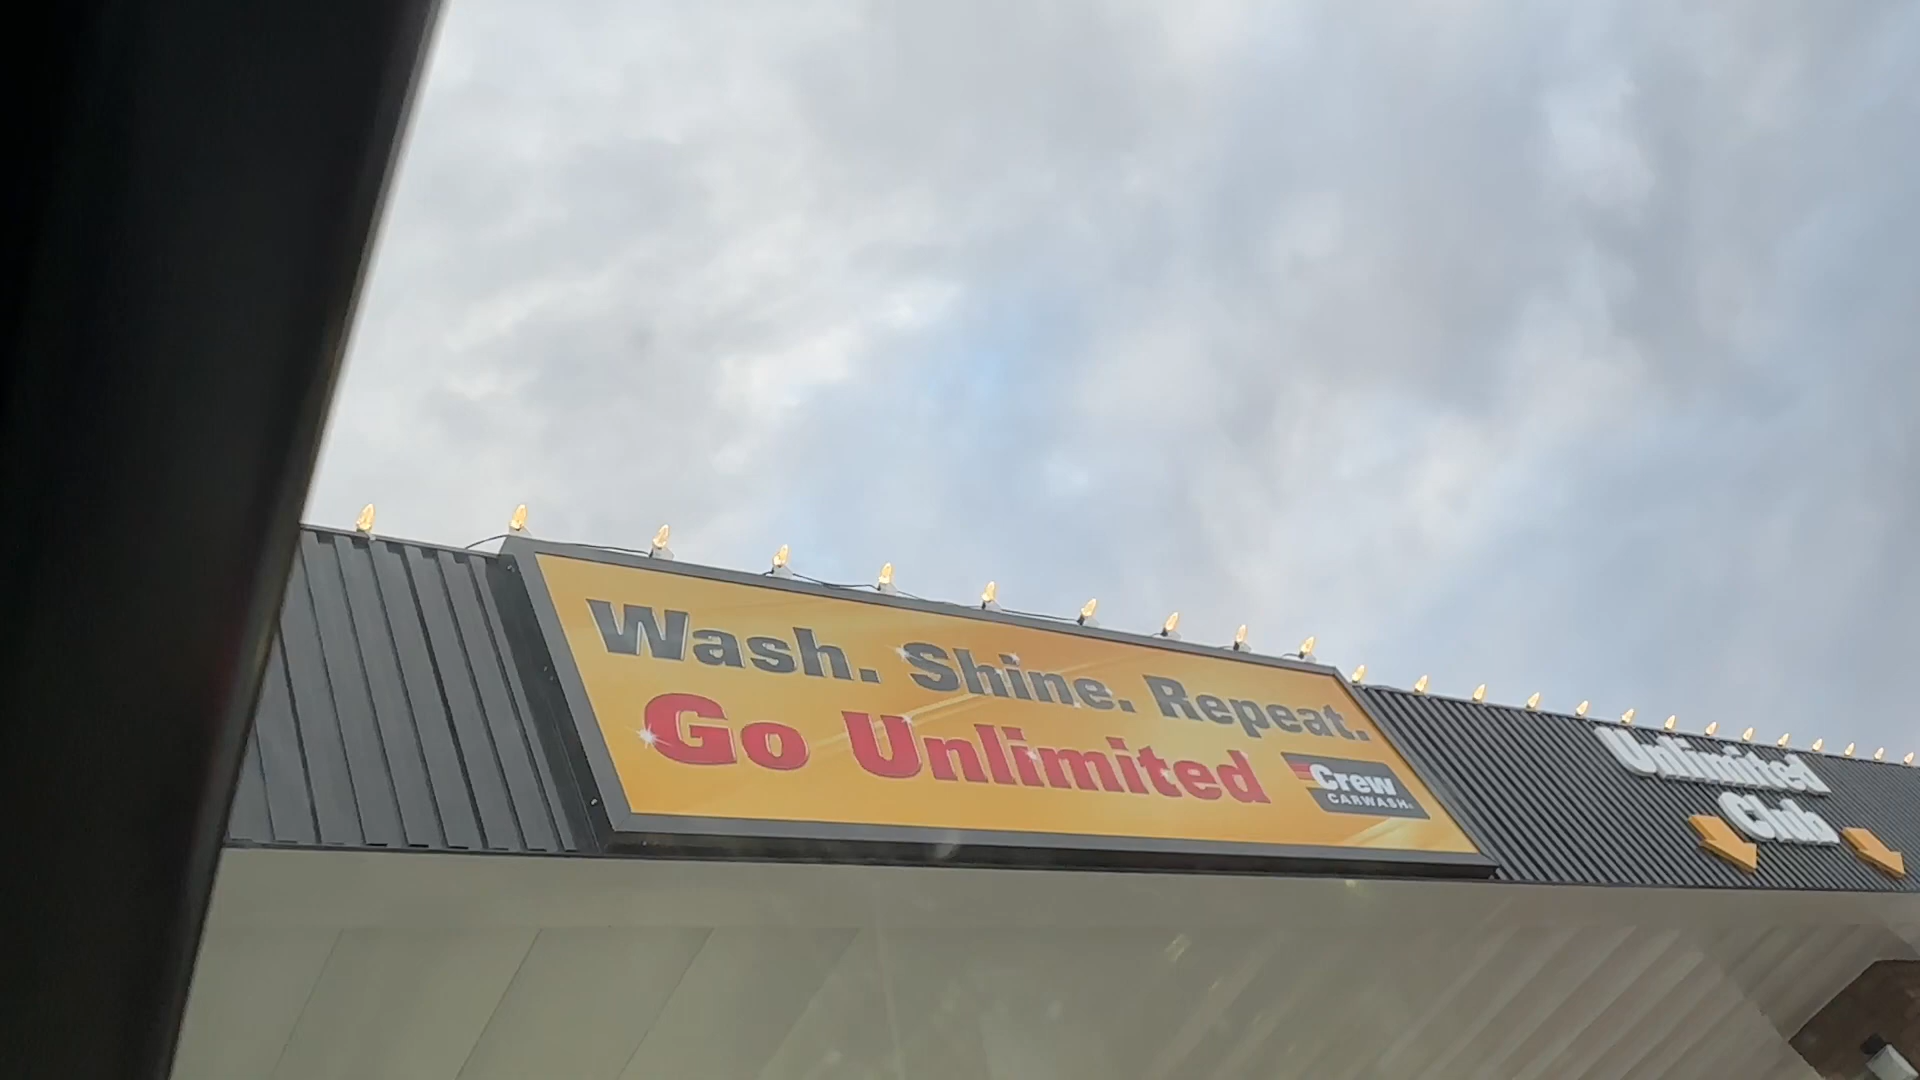 Wash. Shine. Repeat.
Go Unlimited
Crew
CARWASH
Unlimited
Club